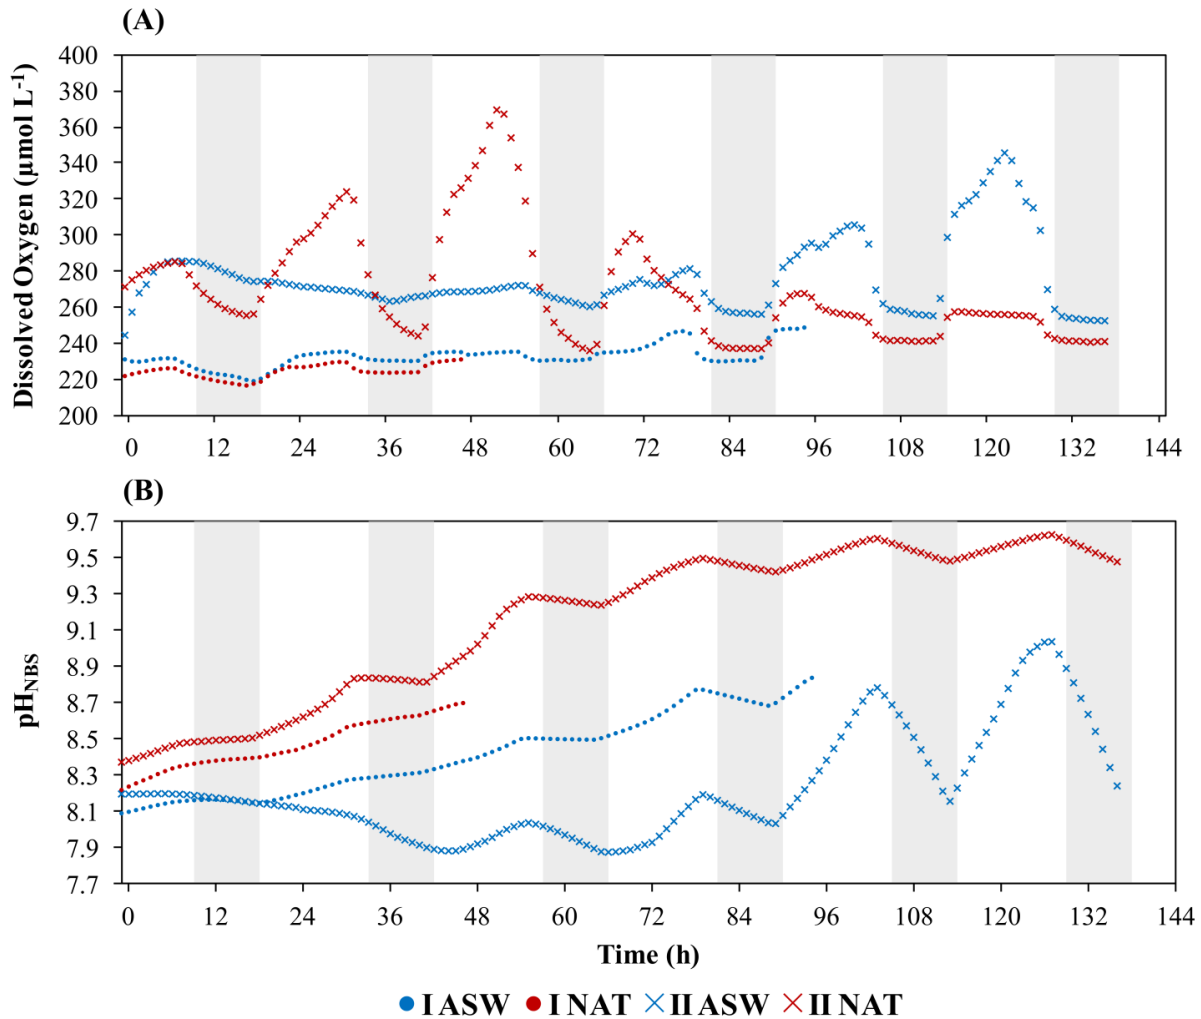 (A)
Dissolved Oxygen (µmol L⁻¹)
400
380
360
340
320
300
280
260
240
220
200
0 12 24 36 48 60 72 84 96 108 120 132 144
(B)
pH_NBS
9.7
9.5
9.3
9.1
8.9
8.7
8.5
8.3
8.1
7.9
7.7
0 12 24 36 48 60 72 84 96 108 120 132 144
Time (h)
I ASW I NAT II ASW II NAT